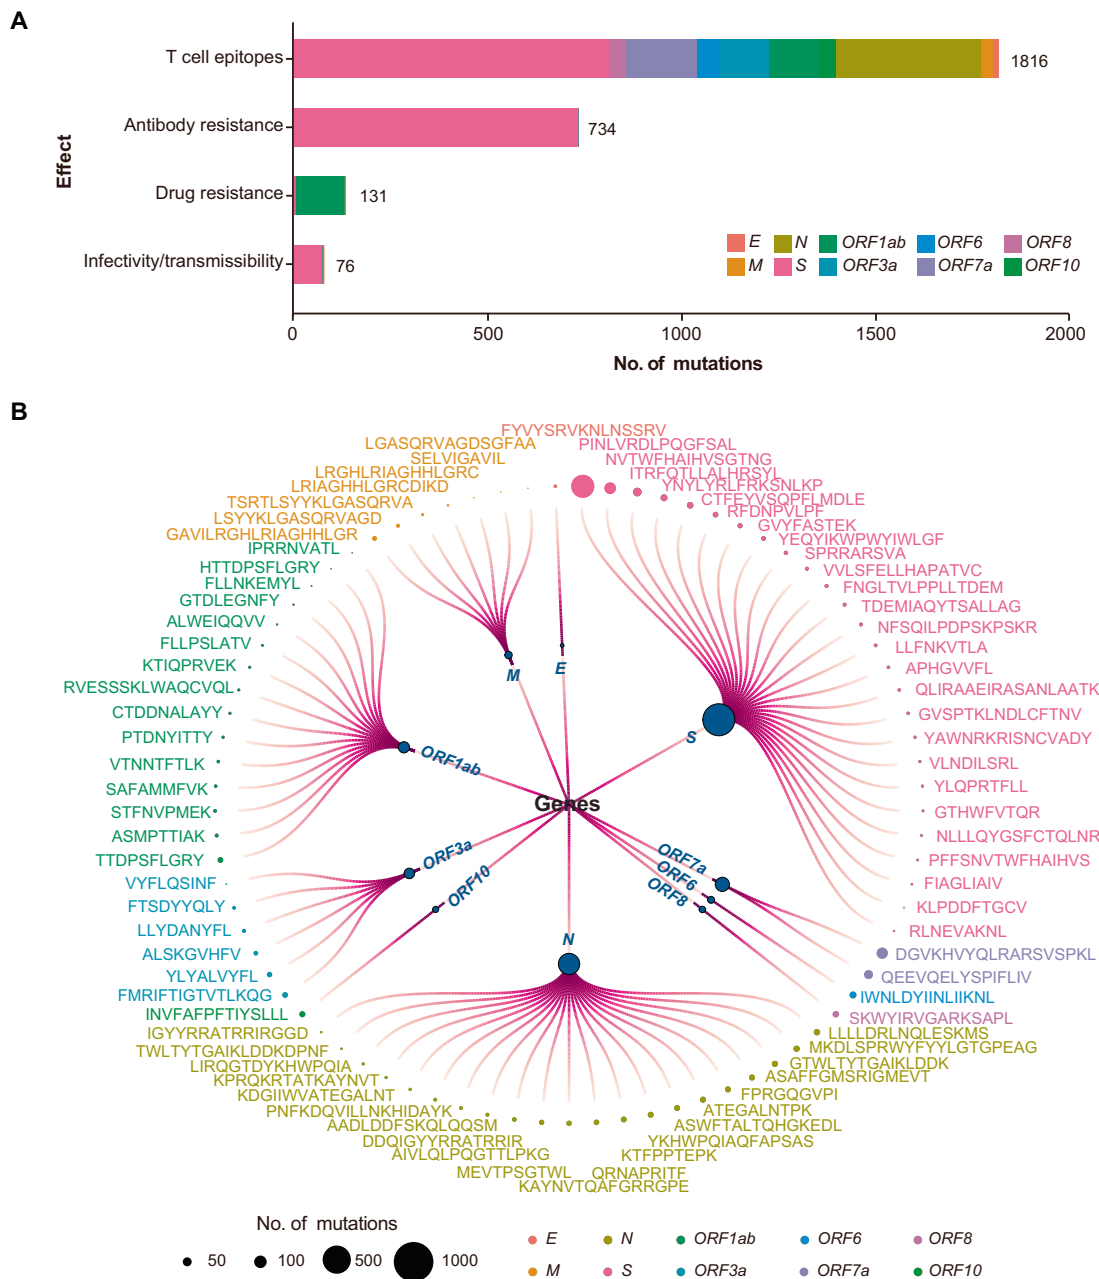 A
Effect
T cell epitopes
1816
Antibody resistance
734
Drug resistance
131
Infectivity/transmissibility
76
E N ORF1ab ORF6 ORF8
M S ORF3a ORF7a ORF10
0 500 1000 1500 2000
No. of mutations
B
FYVYSRVKNLNSSRV
LGASQRVAGDSGFAA
SELVIGAVIL
LRGHLRIAGHHLGRC
LRIAGHHLGRCDIKD
TSRTLSYYKLGASQRVA
LSYYKLGASQRVAGD
GAVILRGHLRIAGHHLGR
IPRRNVATL
HTTDPSFLGRY
FLLNKEMYL
GTDLEGNFY
ALWEIQQVV
FLLPSLATV
KTIQPRVEK
RVESSSKLWAQCVQL
CTDDNALAYY
PTDNYITTY
VTNNTFTLK
SAFAMMFVK
STFNVPMEK
ASMPTTIAK
TTDPSFLGRY
VYFLQSINF
FTSDYYQLY
LLYDANYFL
ALSKGVHFV
YLYALVYFL
FMRIFTIGTVTLKQG
INVFAFPFTIYSLLL
IGYYRRATRRIRGGD
TWLTYTGAIKLDDKDPNF
LIRQGTDYKHWPQIA
KPRQKRTATKAYNVT
KDGIIWVATEGALNT
PNFKDQVILLNKHIDAYK
AADLDDFSKQLQQSM
DDQIGYYRRATRRIR
AIVLQLPQGTTLPKG
MEVTPSGTWL
KAYNVTQAFGRRGPE
PINLVRDLPQGFSAL
NVTWFHAIHVSGTNG
ITRFQTLLALHRSYL
YNYLYRLFRKSNLKP
CTFEYVSQPFLMDLE
RFDNPVLPF
GVYFASTEK
YEQYIKWPWYIWLGF
SPRRARSVA
VVLSFELLHAPATVC
FNGLTVLPPLLTDEM
TDEMIAQYTSALLAG
NFSQILPDPSKPSKR
LLFNKVTLA
APHGVVFL
QLIRAAEIRASANLAATK
GVSPTKLNDLCFTNV
YAWNRKRISNCVADY
VLNDILSRL
YLQPRTFLL
GTHWFVTQR
NLLLQYGSFCTQLNR
PFFSNVTWFHAIHVS
FIAGLIAIV
KLPDDFTGCV
RLNEVAKNL
DGVKHVYQLRARSVSPKL
QEEVQELYSPIFLIV
IWNLDYIINLIIKNL
SKWYIRVGARKSAPL
LLLLDRLNQLESKMS
MKDLSPRWYFYYLGTGPEAG
GTWLTYTGAIKLDDK
ASAFFGMSRIGMEVT
FPRGQGVPI
ATEGALNTPK
ASWFTALTQHGKEDL
YKHWPQIAQFAPSAS
KTFPPTEPK
QRNAPRITF
M
E
S
ORF1ab
Genes
ORF3a
ORF10
ORF7a
ORF6
ORF8
N
No. of mutations
50 100 500 1000
E N ORF1ab ORF6 ORF8
M S ORF3a ORF7a ORF10